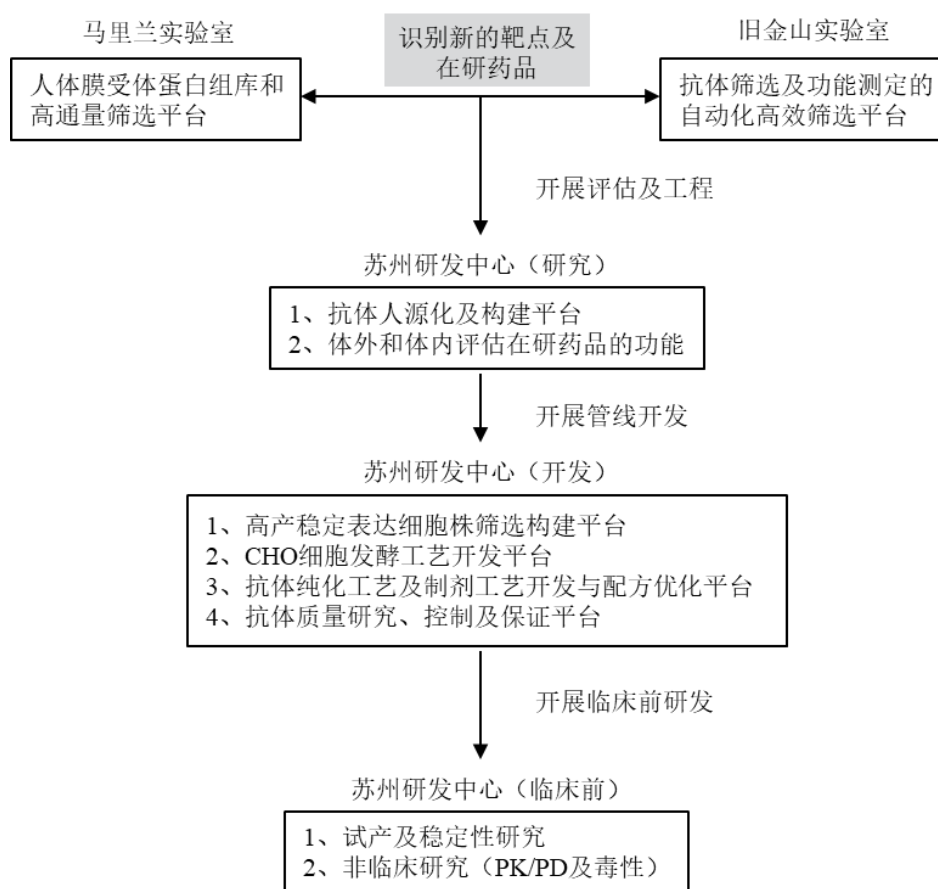 马里兰实验室
识别新的靶点及
在研药品
旧金山实验室
人体膜受体蛋白组库和
高通量筛选平台
抗体筛选及功能测定的
自动化高效筛选平台
开展评估及工程
苏州研发中心（研究）
1、抗体人源化及构建平台
2、体外和体内评估在研药品的功能
开展管线开发
苏州研发中心（开发）
1、高产稳定表达细胞株筛选构建平台
2、CHO细胞发酵工艺开发平台
3、抗体纯化工艺及制剂工艺开发与配方优化平台
4、抗体质量研究、控制及保证平台
开展临床前研发
苏州研发中心（临床前）
1、试产及稳定性研究
2、非临床研究（PK/PD及毒性）